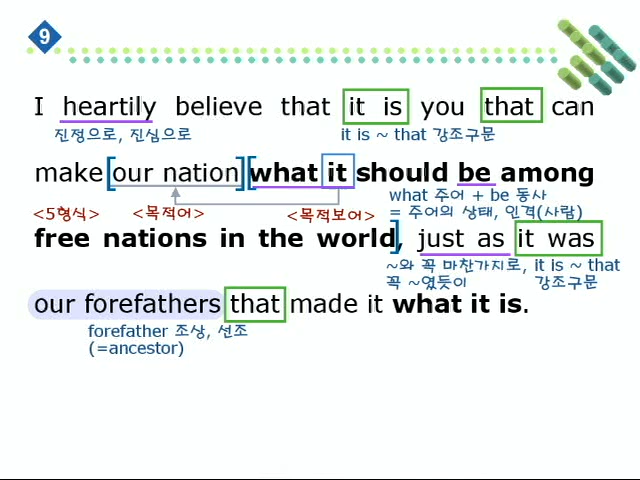 9
I heartily believe that it is you that can
진정으로, 진심으로 it is ~ that 강조구문
make [our nation] [what it should be among
what 주어 + be 동사
<5형식> <목적어> <목적보어> = 주어의 상태, 인격(사람)
free nations in the world], just as it was
~와 꼭 마찬가지로, it is ~ that
꼭 ~였듯이 강조구문
our forefathers that made it what it is.
forefather 조상, 선조
(=ancestor)